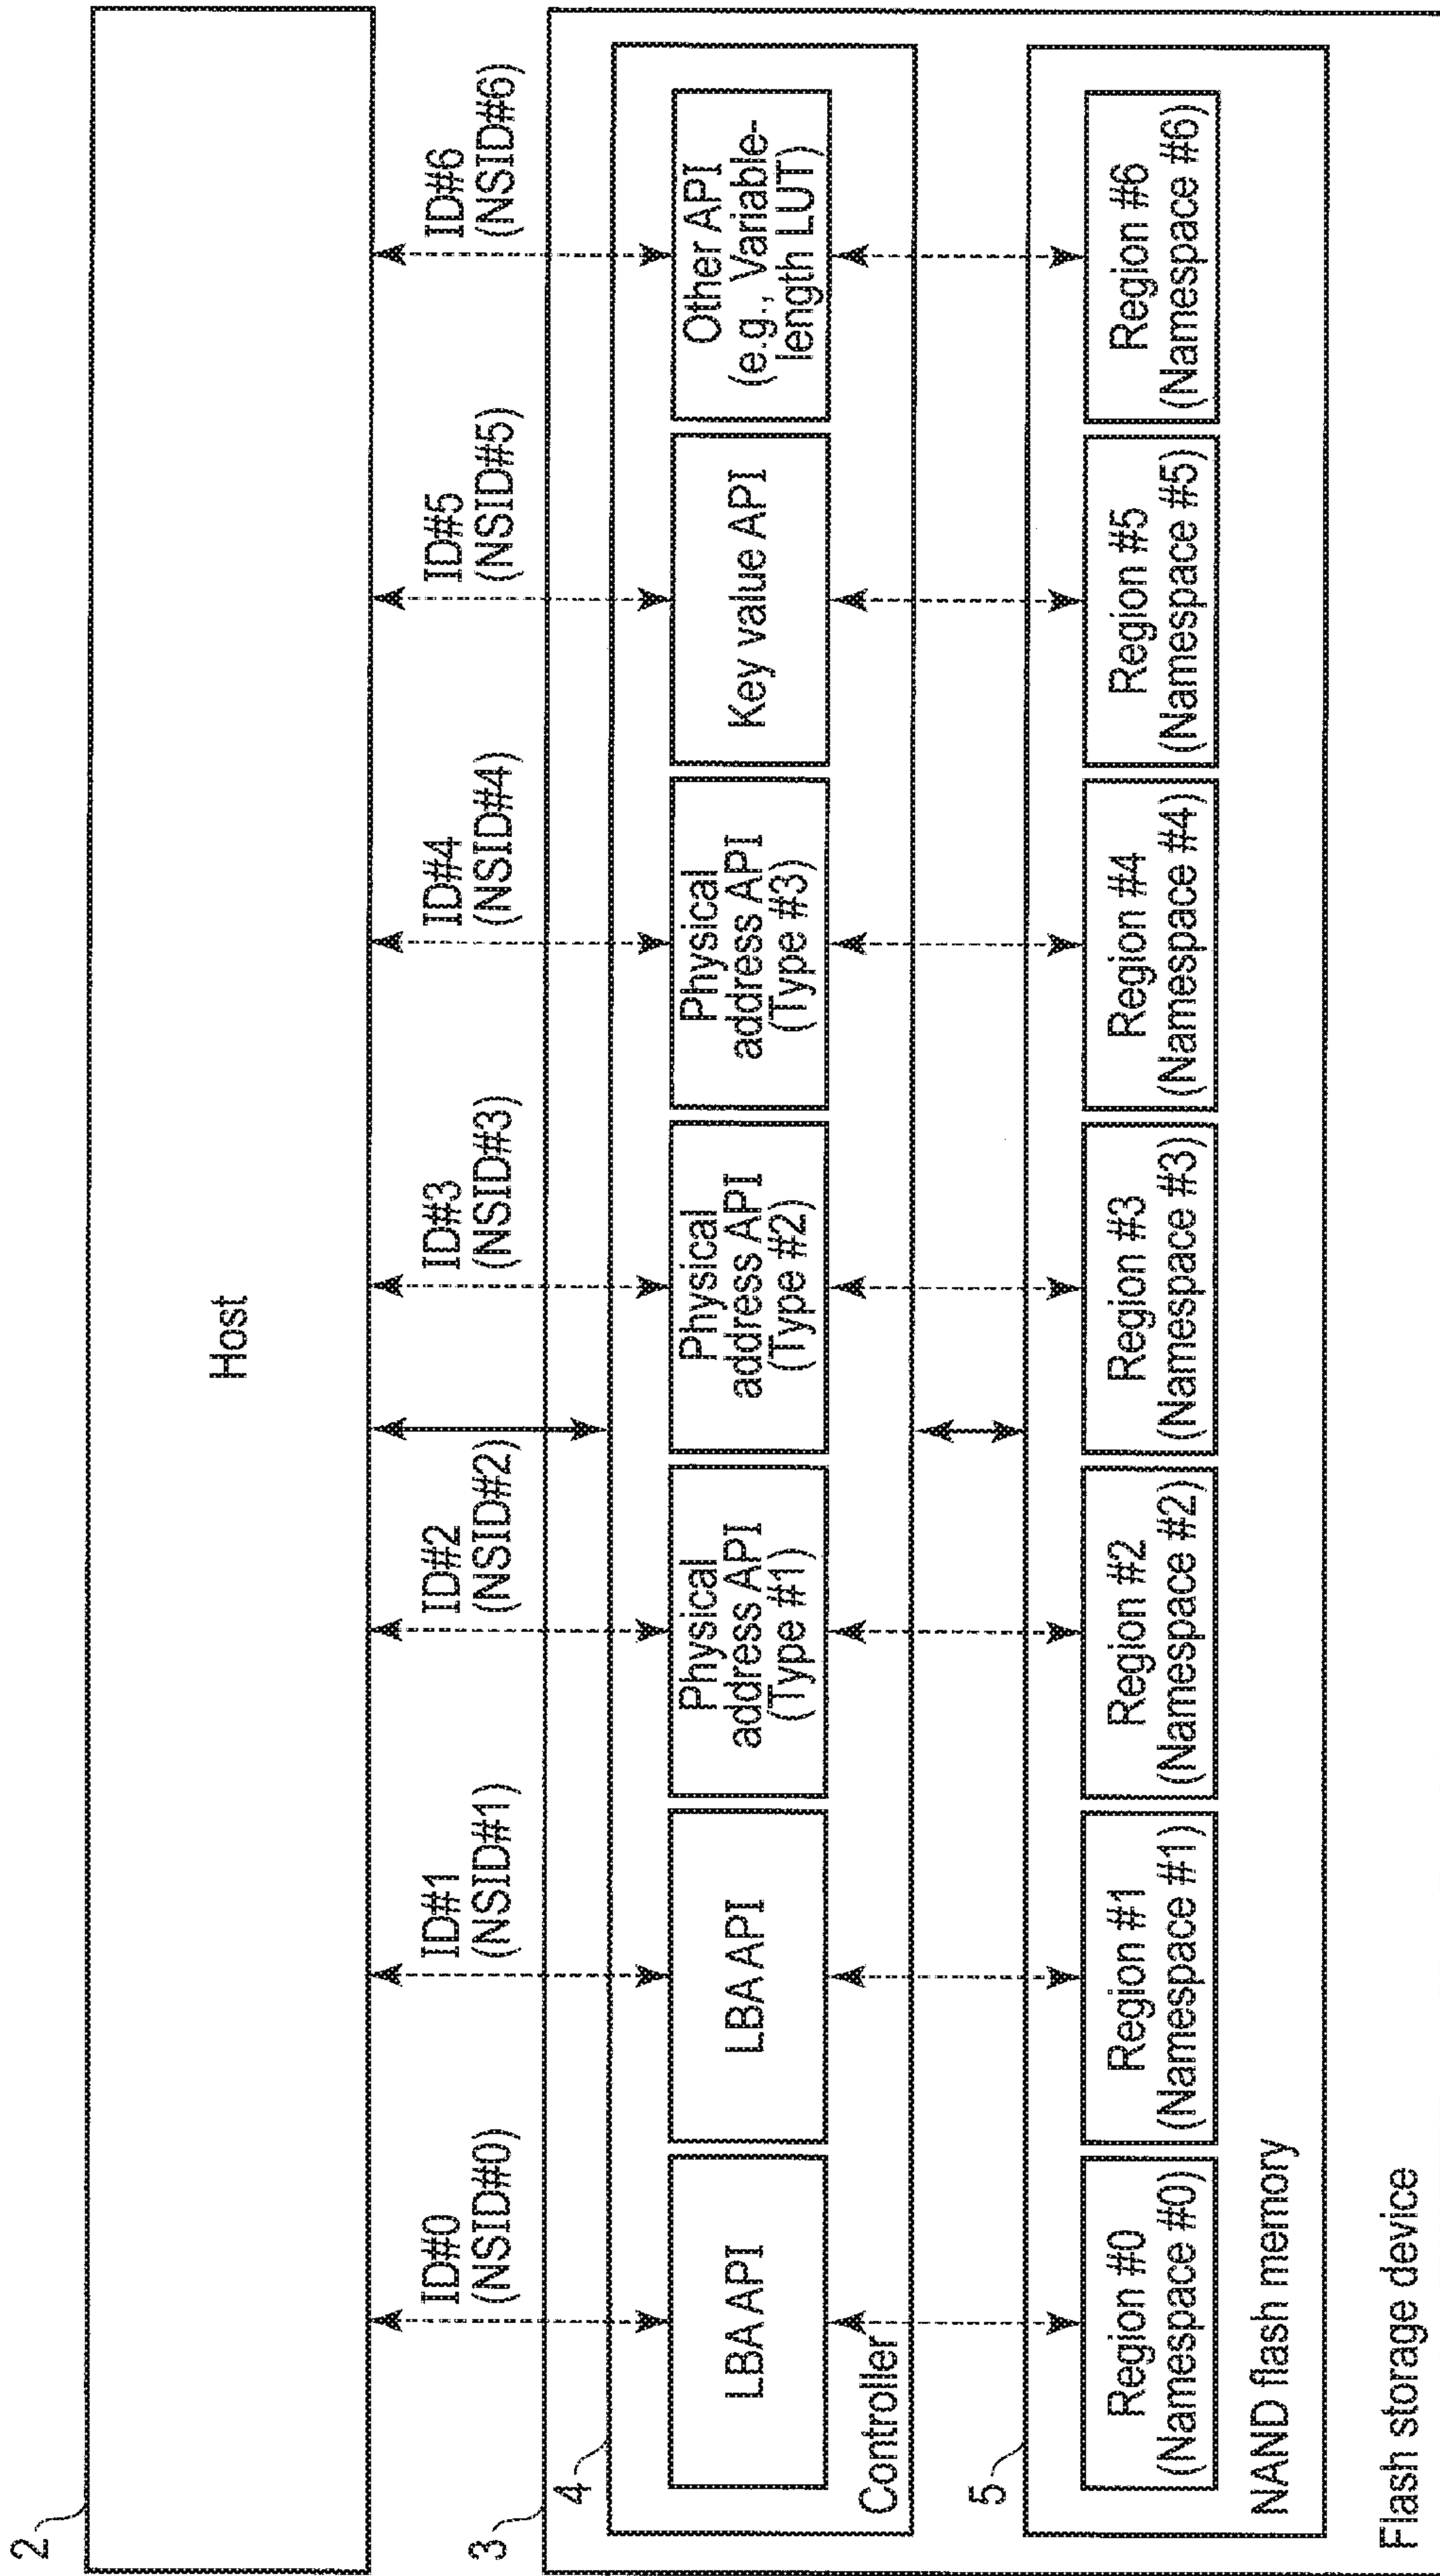 2
Host
ID#0
(NSID#0)
ID#1
(NSID#1)
ID#2
(NSID#2)
ID#3
(NSID#3)
ID#4
(NSID#4)
ID#5
(NSID#5)
ID#6
(NSID#6)
3
4
LBA API
LBA API
Physical
address API
(Type #1)
Physical
address API
(Type #2)
Physical
address API
(Type #3)
Key value API
Other API
(e.g., Variable-
length LUT)
Controller
5
Region #0
(Namespace #0)
Region #1
(Namespace #1)
Region #2
(Namespace #2)
Region #3
(Namespace #3)
Region #4
(Namespace #4)
Region #5
(Namespace #5)
Region #6
(Namespace #6)
NAND flash memory
Flash storage device